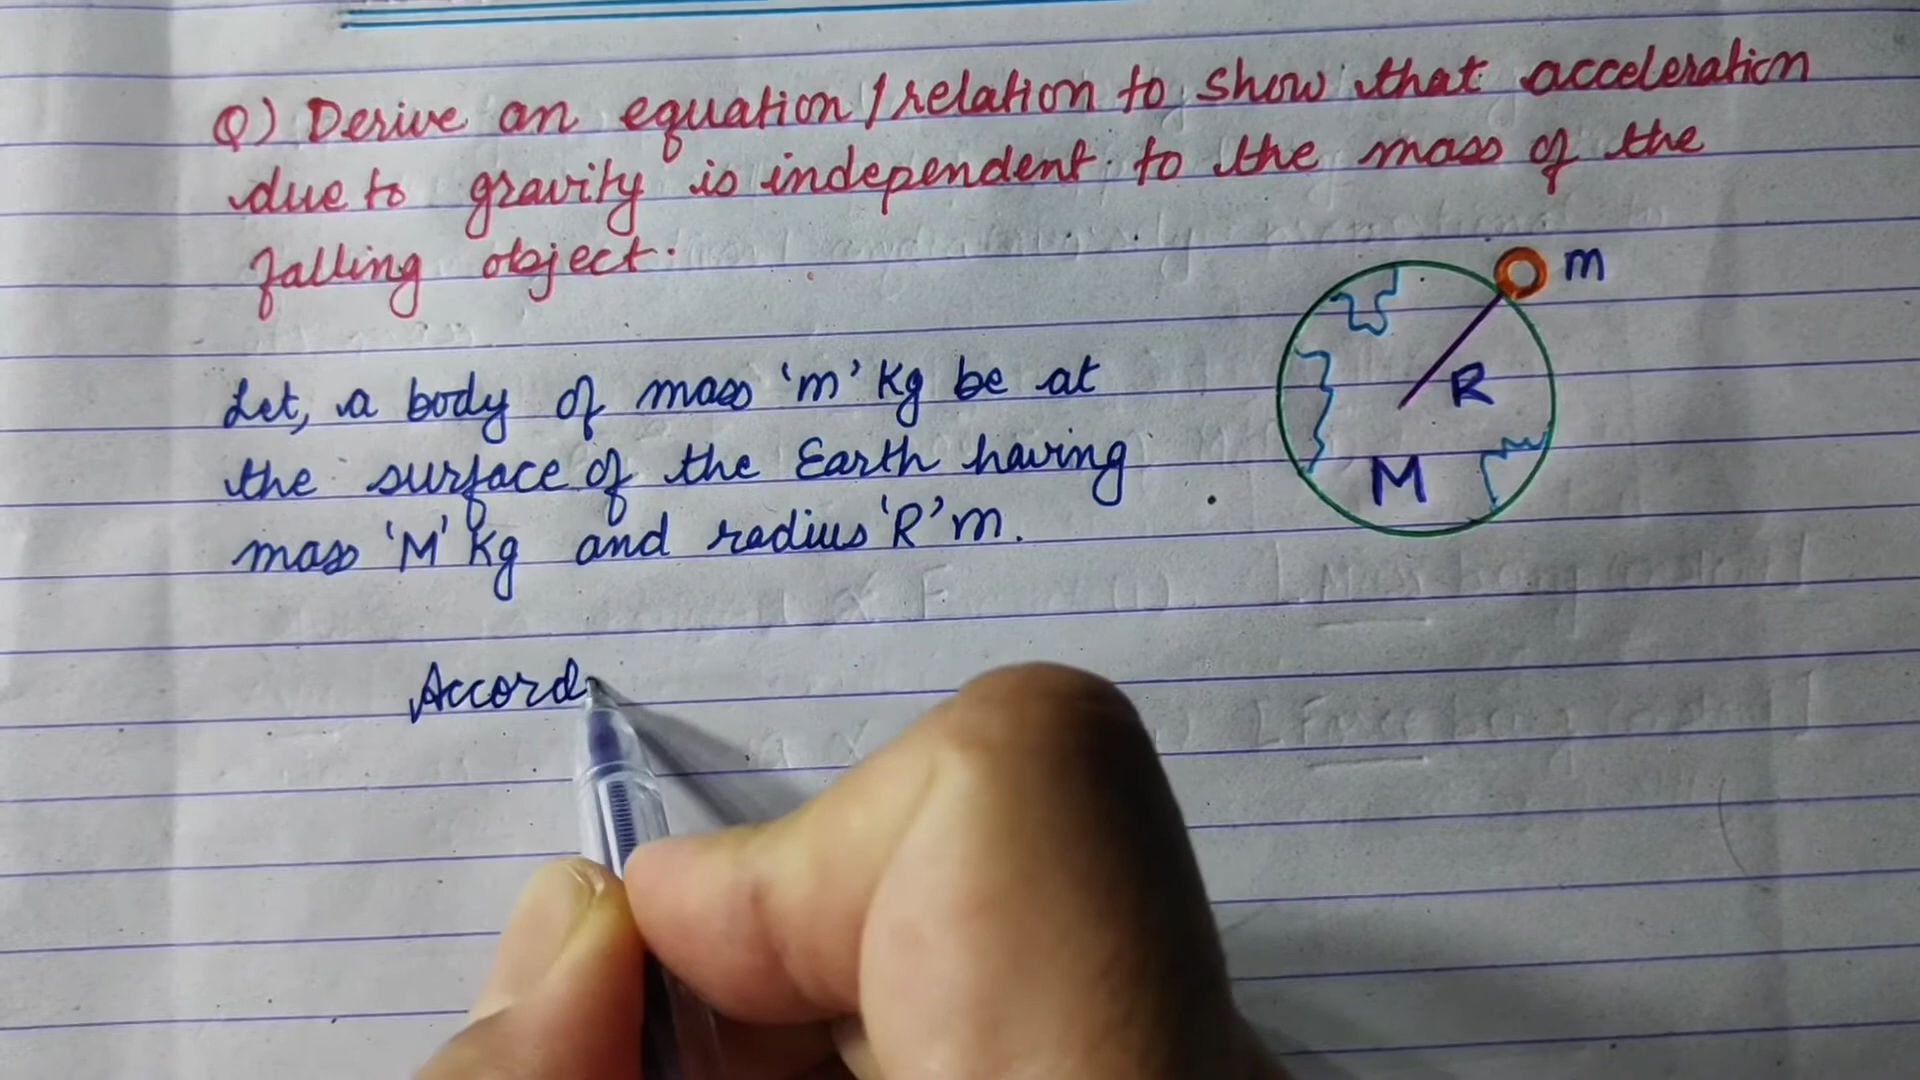 Q) Derive an equation/relation to show that acceleration
due to gravity is independent to the mass of the
falling object.
m
R
M
Let, a body of mass 'm' Kg be at
the surface of the Earth having
mass 'M' Kg and radius 'R' m.
Accord